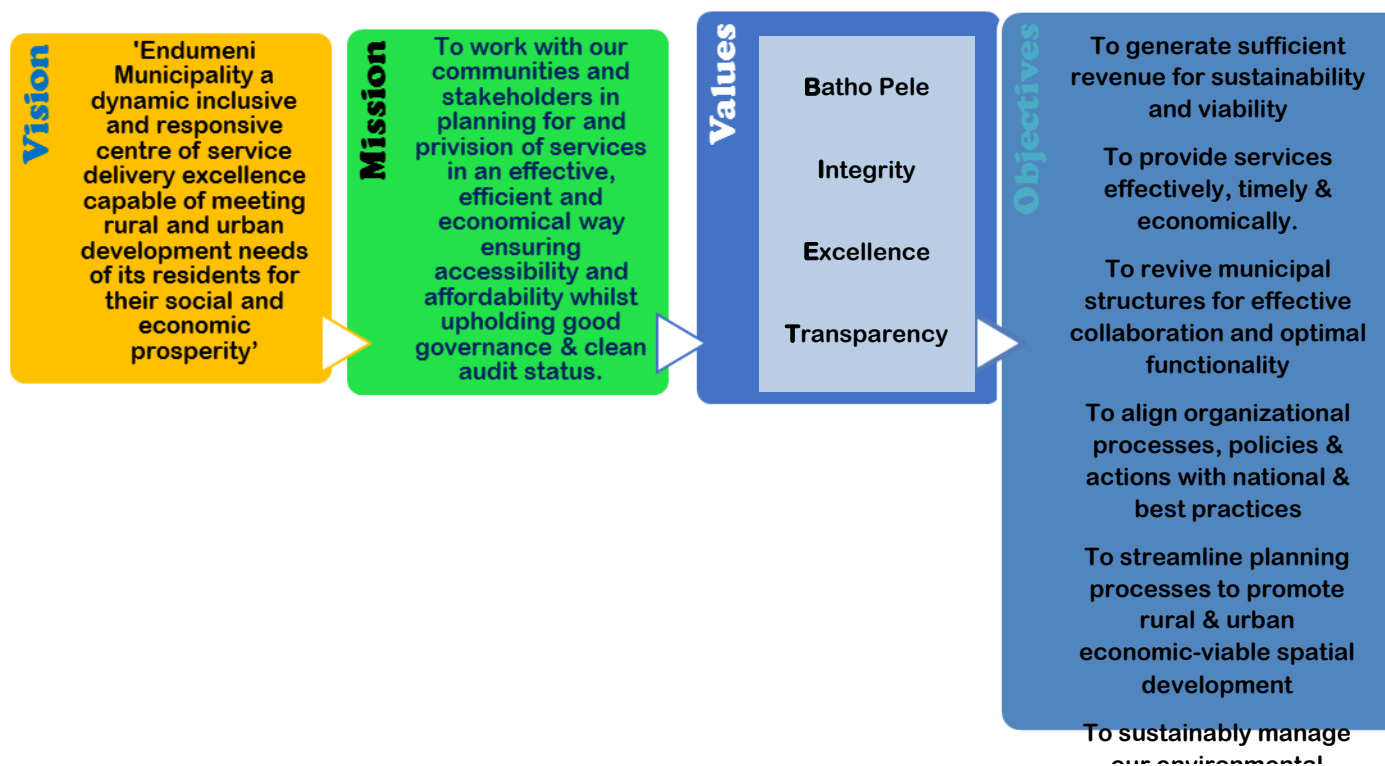 Vision
'Endumeni
Municipality a
dynamic inclusive
and responsive
centre of service
delivery excellence
capable of meeting
rural and urban
development needs
of its residents for
their social and
economic
prosperity’
Mission
To work with our
communities and
stakeholders in
planning for and
privision of services
in an effective,
efficient and
economical way
ensuring
accessibility and
affordability whilst
upholding good
governance & clean
audit status.
Values
Batho Pele
Integrity
Excellence
Transparency
Objectives
To generate sufficient
revenue for sustainability
and viability
To provide services
effectively, timely &
economically.
To revive municipal
structures for effective
collaboration and optimal
functionality
To align organizational
processes, policies &
actions with national &
best practices
To streamline planning
processes to promote
rural & urban
economic-viable spatial
development
To sustainably manage
our environmental